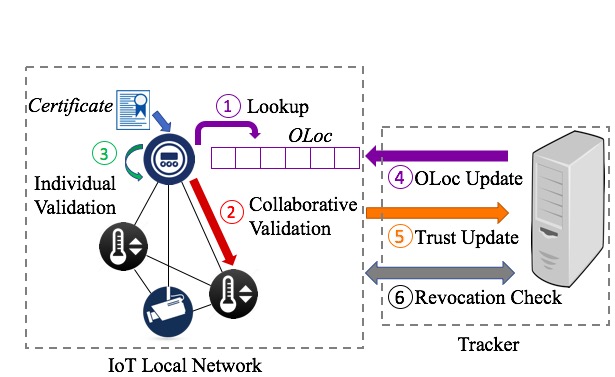 Certificate
① Lookup
OLoc
③
Individual
Validation
② Collaborative
Validation
④ OLoc Update
⑤ Trust Update
⑥ Revocation Check
Tracker
IoT Local Network